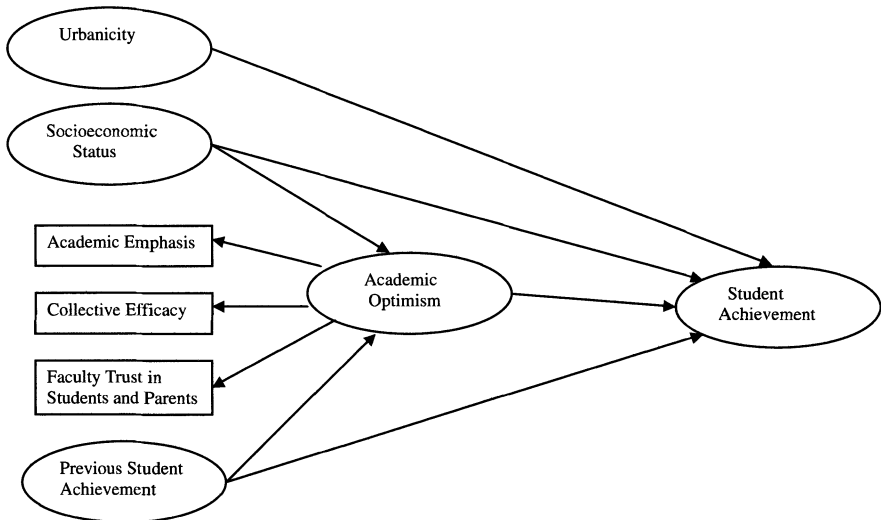 Urbanicity
Socioeconomic
Status
Academic Emphasis
Academic
Optimism
Collective Efficacy
Student
Achievement
Faculty Trust in
Students and Parents
Previous Student
Achievement